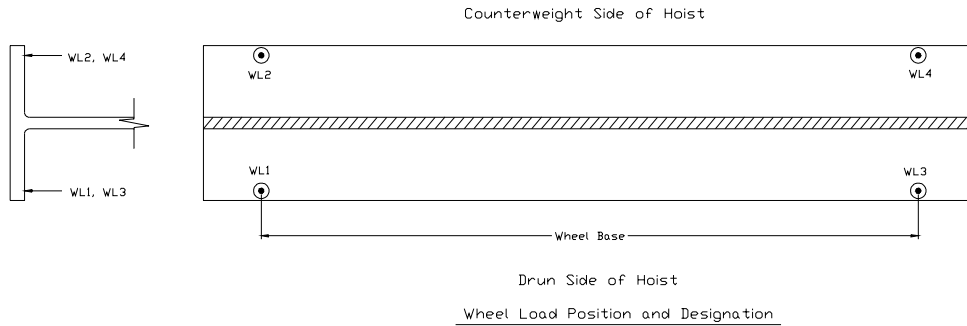 Counterweight Side of Hoist
WL2, WL4
WL2
WL4
WL1
WL3
WL1, WL3
Wheel Base
Drun Side of Hoist
Wheel Load Position and Designation